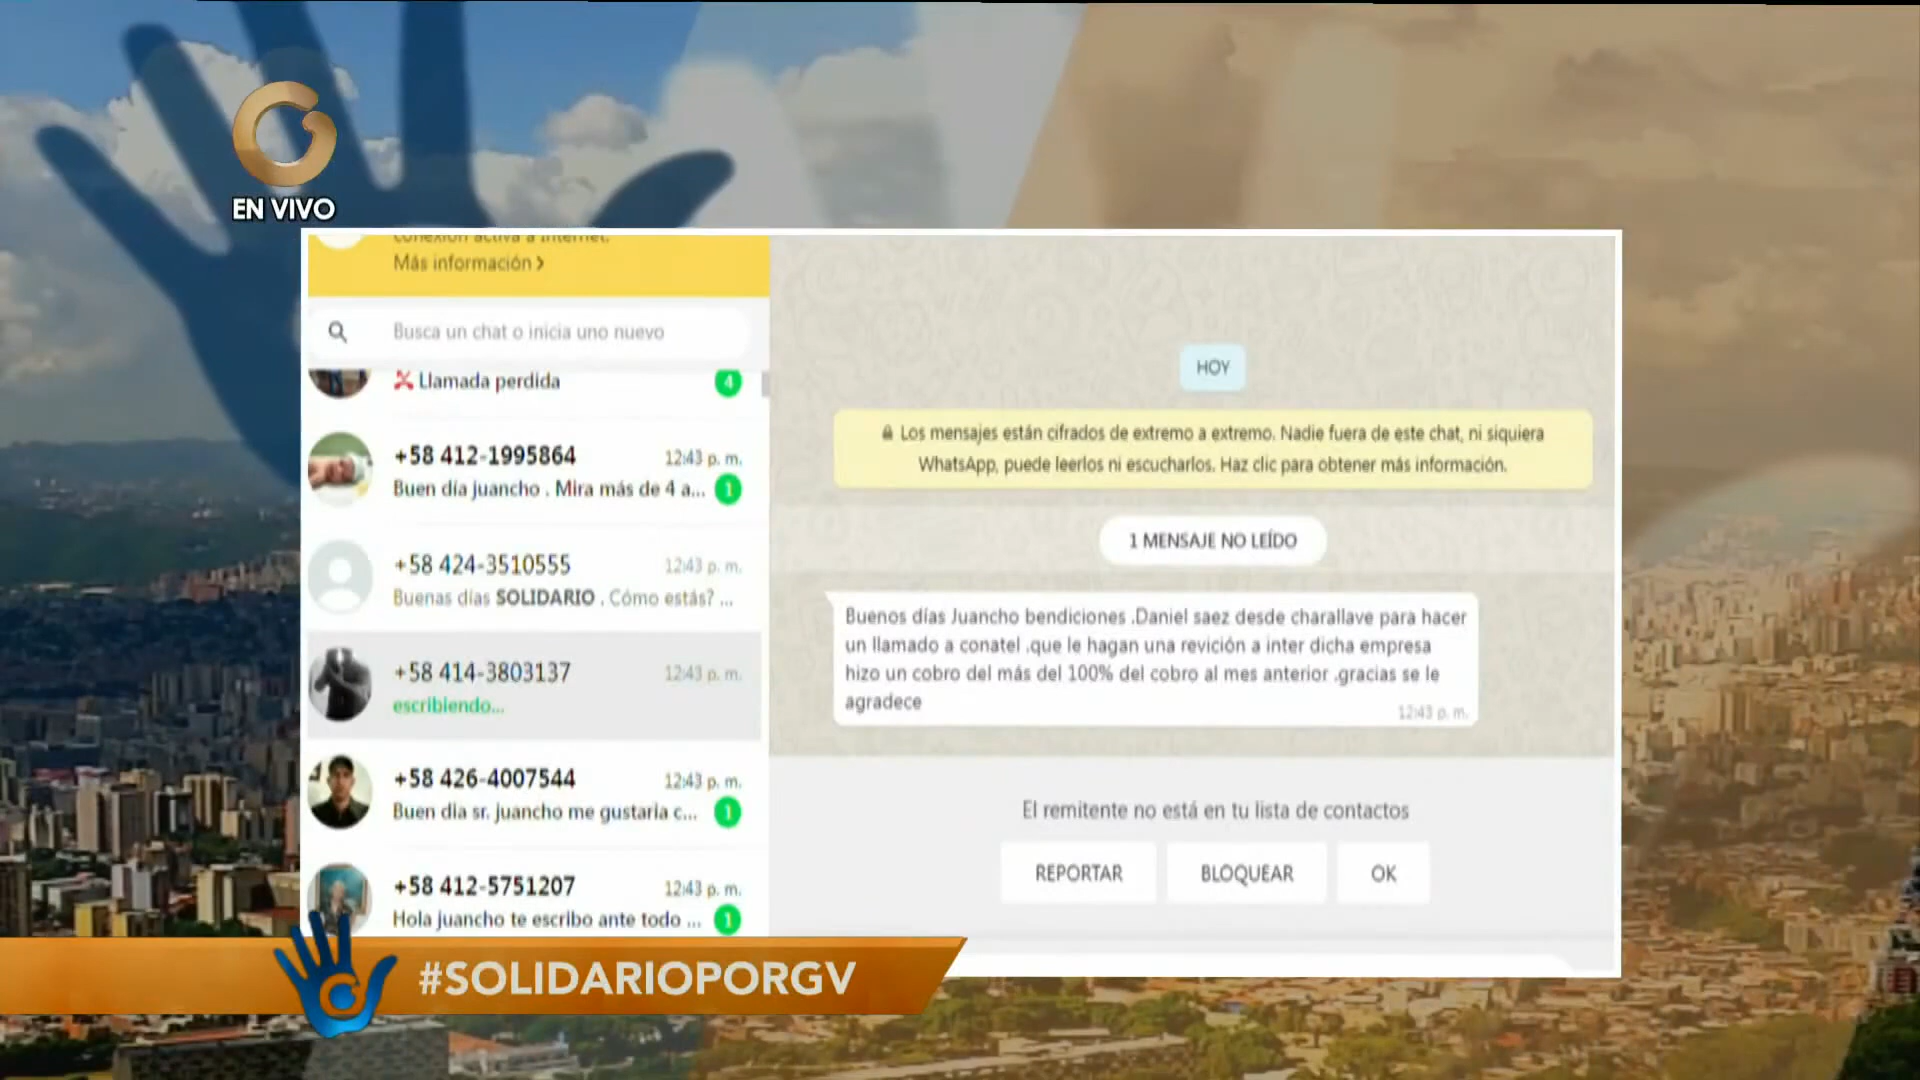 EN VIVO
conexión activa a Internet.
Más información >
Busca un chat o inicia uno nuevo
Llamada perdida
4
+58 412-1995864
12:43 p. m.
Buen día juancho . Mira más de 4 a...
1
+58 424-3510555
12:43 p. m.
Buenas días SOLIDARIO . Cómo estás? ...
+58 414-3803137
12:43 p. m.
escribiendo...
+58 426-4007544
12:43 p. m.
Buen dia sr. juancho me gustaria c...
1
+58 412-5751207
12:43 p. m.
Hola juancho te escribo ante todo ...
1
HOY
Los mensajes están cifrados de extremo a extremo. Nadie fuera de este chat, ni siquiera
WhatsApp, puede leerlos ni escucharlos. Haz clic para obtener más información.
1 MENSAJE NO LEÍDO
Buenos días Juancho bendiciones .Daniel saez desde charallave para hacer
un llamado a conatel .que le hagan una revición a inter dicha empresa
hizo un cobro del más del 100% del cobro al mes anterior .gracias se le
agradece
12:43 p. m.
El remitente no está en tu lista de contactos
REPORTAR
BLOQUEAR
OK
#SOLIDARIOPORGV